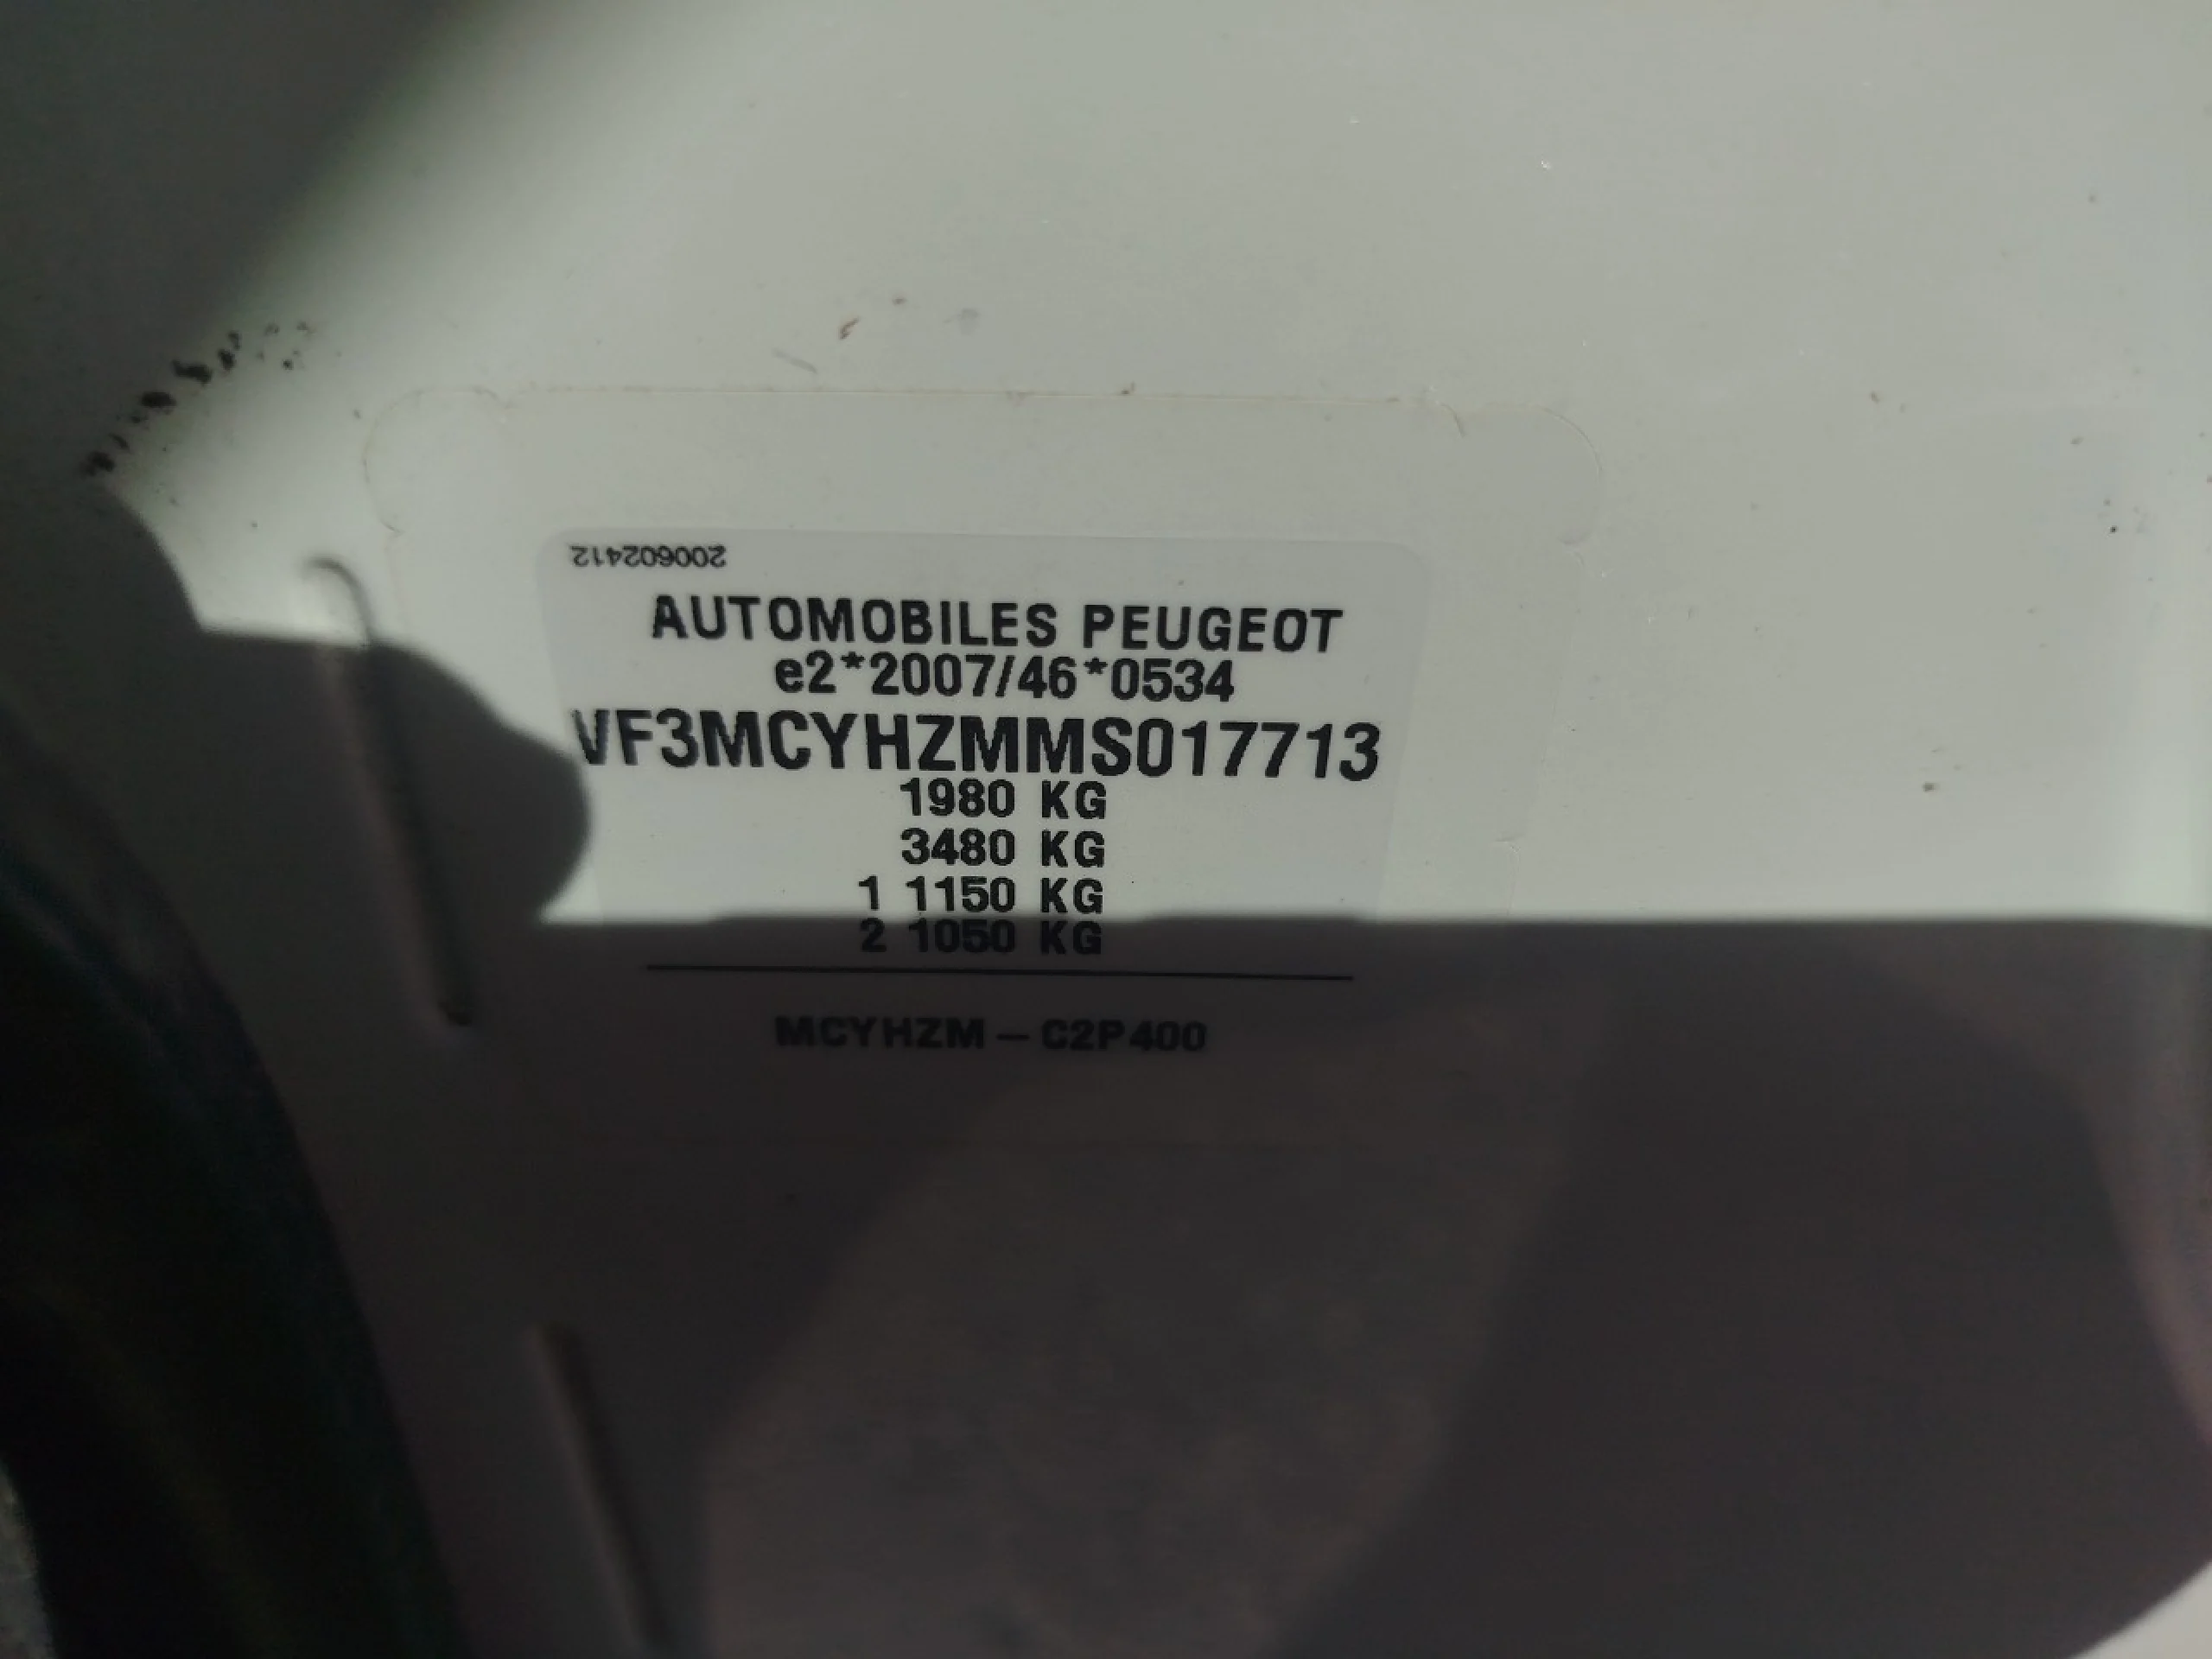 200602412
AUTOMOBILES PEUGEOT
e2*2007/46*0534
VF3MCYHZMMS017713
1980 KG
3480 KG
1 1150 KG
2 1050 KG
MCYHZM – C2P400